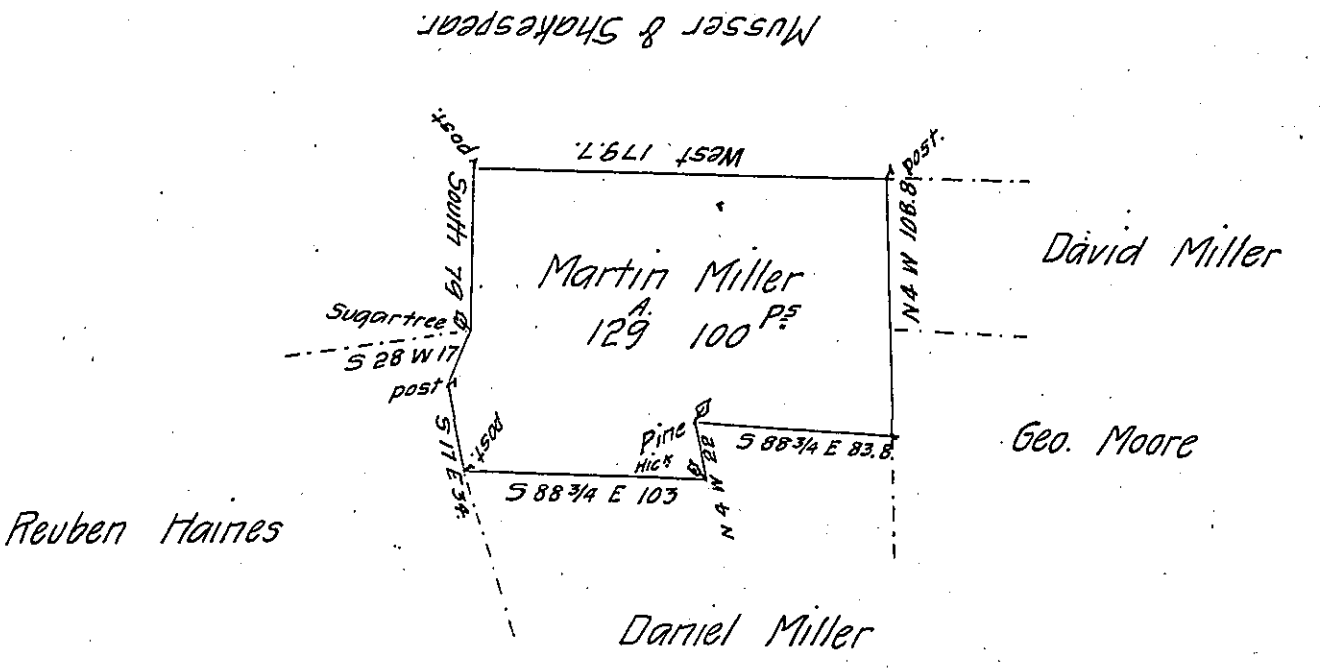 Musser & Shakespear.
post.
post.
West 179.7
South 79
N 4 W 108.8
David Miller
Martin Miller
129 A. 100 Ps
Sugartree
S 28 W 17
post
S 17 E 34.
post.
Pine
Hick
S 88 3/4 E 83.8
Geo. Moore
S 88 3/4 E 103
N 4 W 22
Reuben Haines
Daniel Miller